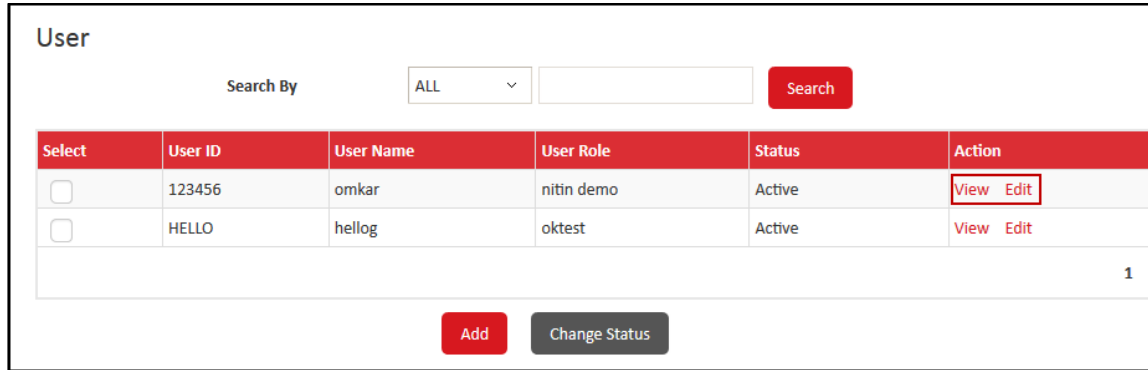 User
Search By ALL Search
Select User ID User Name User Role Status Action
123456 omkar nitin demo Active View Edit
HELLO hellog oktest Active View Edit
1
Add Change Status